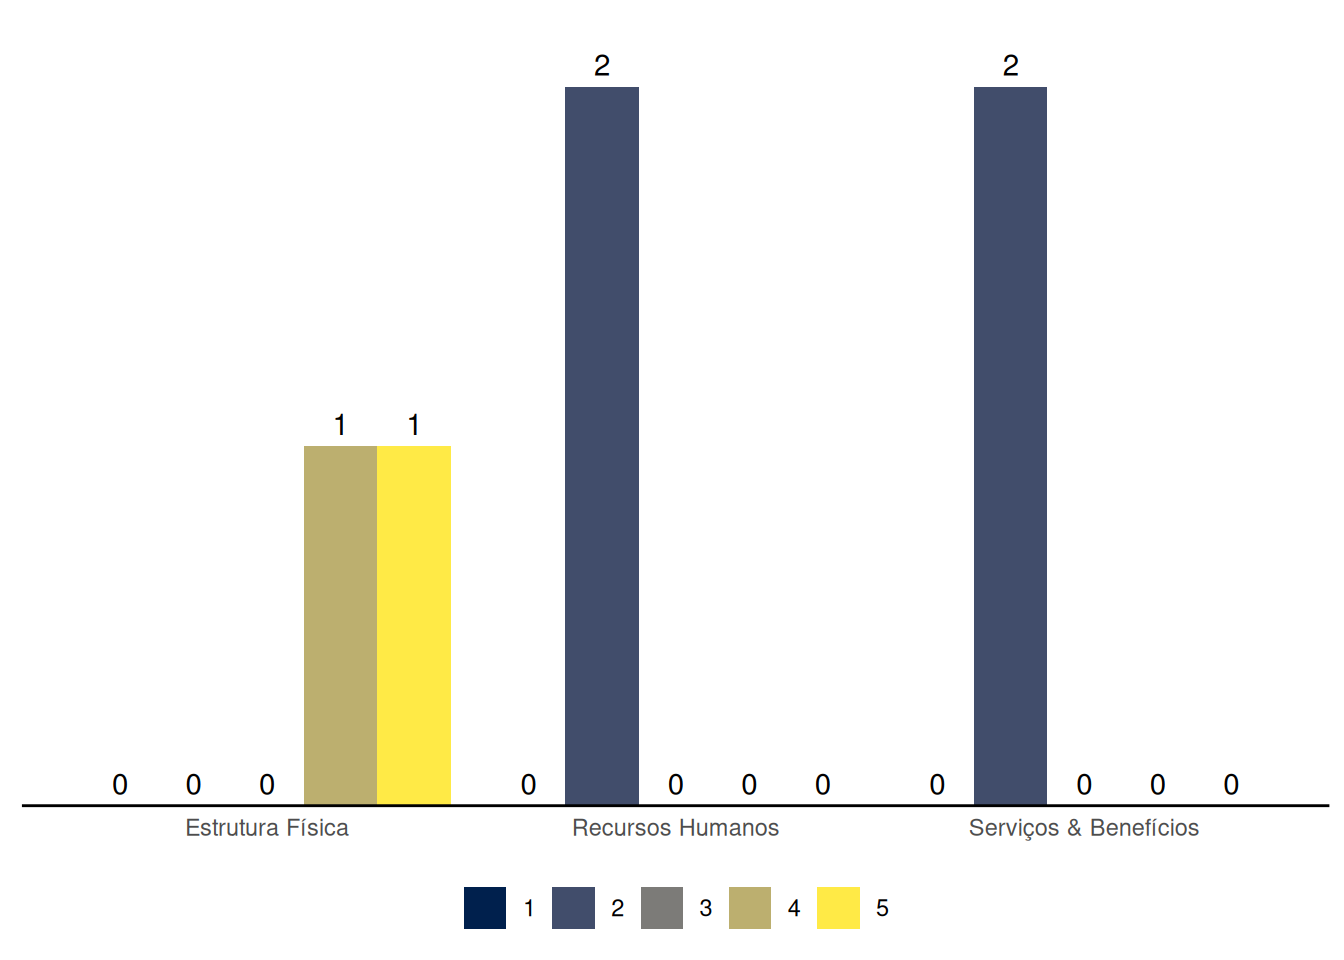 2 2
1 1
0 0 0 0 0 0 0 0 0 0 0
Estrutura Física Recursos Humanos Serviços & Benefícios
1 2 3 4 5